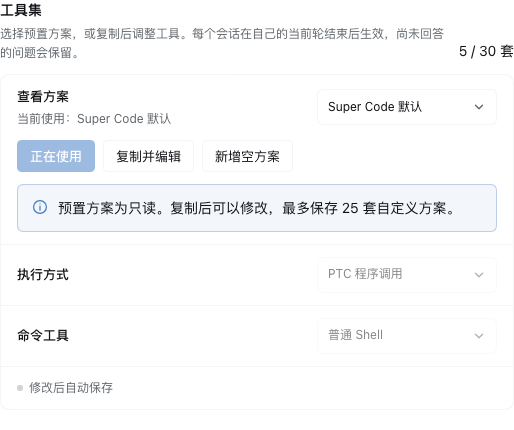 工具集
选择预置方案，或复制后调整工具。每个会话在自己的当前轮结束后生效，尚未回答
的问题会保留。
5 / 30 套
查看方案
当前使用：Super Code 默认
Super Code 默认
正在使用
复制并编辑
新增空方案
预置方案为只读。复制后可以修改，最多保存 25 套自定义方案。
执行方式
PTC 程序调用
命令工具
普通 Shell
修改后自动保存